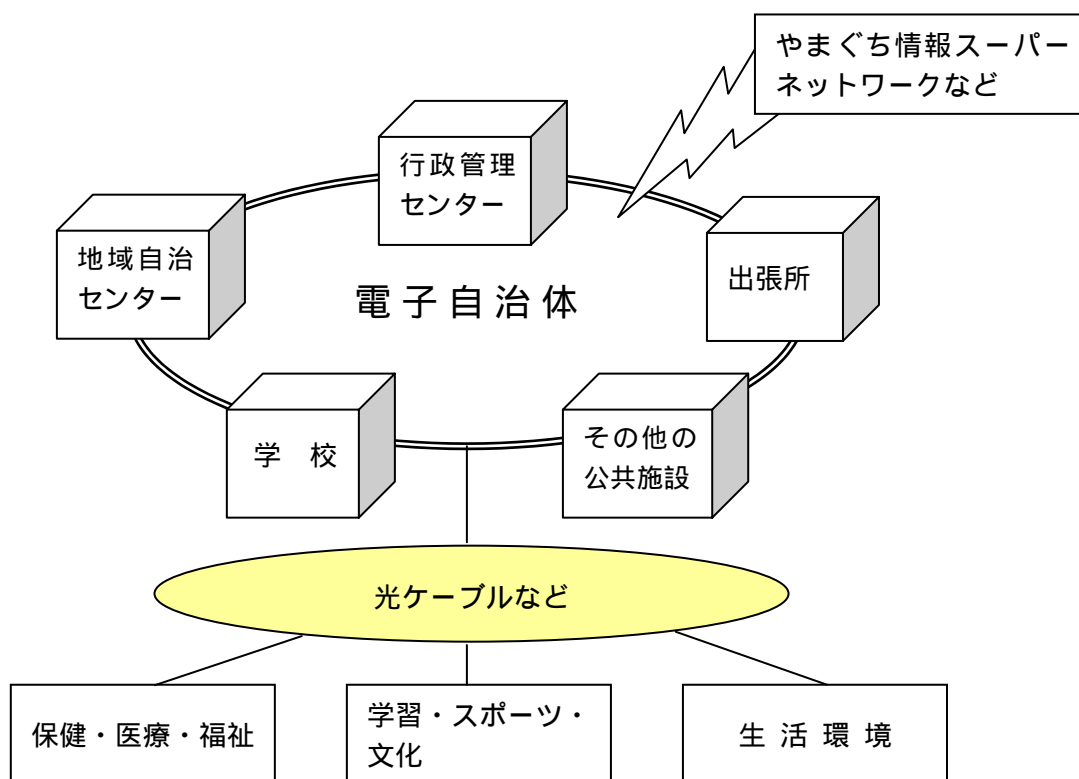 やまぐち情報スーパー
ネットワークなど
行政管理
センター
地域自治
センター
出張所
電子自治体
学　校
その他の
公共施設
光ケーブルなど
保健・医療・福祉
学習・スポーツ・
文化
生活環境